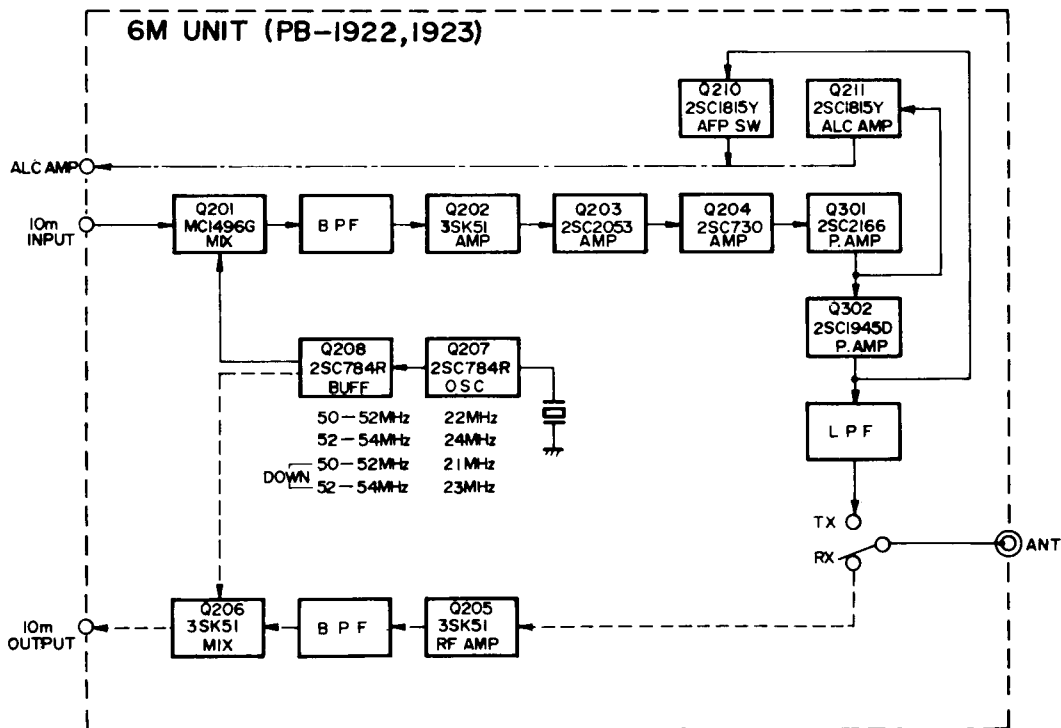 6M UNIT (PB-1922,1923)
Q210
2SC1815Y
AFP SW
Q211
2SC1815Y
ALC AMP
ALC AMP
10m
INPUT
Q201
MC1496G
MIX
BPF
Q202
3SK51
AMP
Q203
2SC2053
AMP
Q204
2SC730
AMP
Q301
2SC2166
P.AMP
Q302
2SC1945D
P.AMP
Q208
2SC784R
BUFF
Q207
2SC784R
OSC
50-52MHz 22MHz
52-54MHz 24MHz
DOWN 50-52MHz 21MHz
52-54MHz 23MHz
LPF
TX
RX
ANT
10m
OUTPUT
Q206
3SK51
MIX
BPF
Q205
3SK51
RF AMP